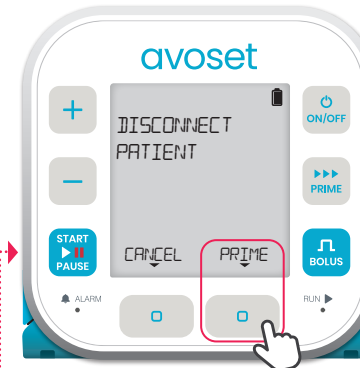 avoset
DISCONNECT
PATIENT
CANCEL PRIME
+
−
START
PAUSE
ALARM
ON/OFF
PRIME
BOLUS
RUN